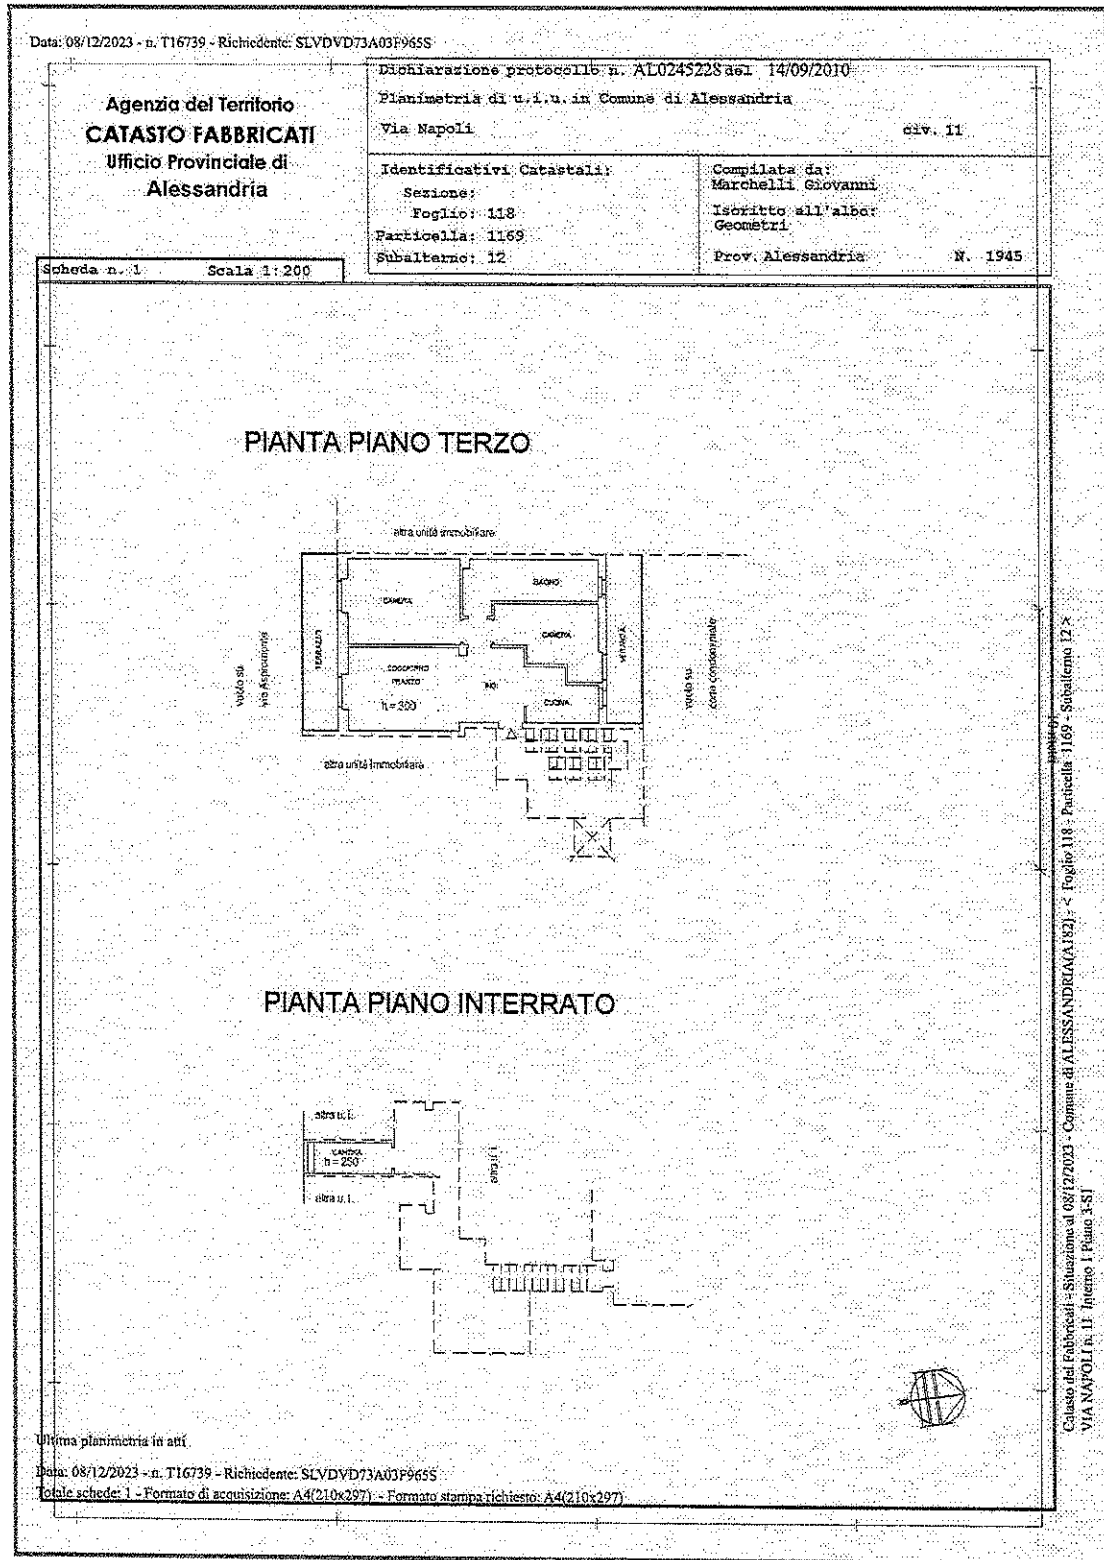 Data: 08/12/2023 - n. T16739 - Richiedente: SLVDVD73A03F965S
Agenzia del Territorio
CATASTO FABBRICATI
Ufficio Provinciale di
Alessandria
Dichiarazione protocollo n. AL0245228 del 14/09/2010
Planimetria di u.i.u. in Comune di Alessandria
Via Napoli civ. 11
Identificativi Catastali:
Sezione:
Foglio: 118
Particella: 1169
Subalterno: 12
Compilata da:
Marchelli Giovanni
Iscritto all'albo:
Geometri
Prov. Alessandria N. 1945
Scheda n. 1 Scala 1:200
PIANTA PIANO TERZO
altra unità immobiliare
BAGNO
CAMERA
CAMERA
TERRAZZO
vuoto su
via Aspromonte
SOGGIORNO
PRANZO
h = 300
ING.
CUCINA
VERANDA
vuoto su
corte condominiale
altra unità immobiliare
PIANTA PIANO INTERRATO
altra u.i.
CANTINA
h = 250
altra u.i.
altra u.i.
Ultima planimetria in atti
Data: 08/12/2023 - n. T16739 - Richiedente: SLVDVD73A03F965S
Totale schede: 1 - Formato di acquisizione: A4(210x297) - Formato stampa richiesto: A4(210x297)
Catasto dei Fabbricati - Situazione al 08/12/2023 - Comune di ALESSANDRIA(A182) - < Foglio 118 - Particella 1169 - Subalterno 12 >
VIA NAPOLI n. 11 Interno 1 Piano 3-S1